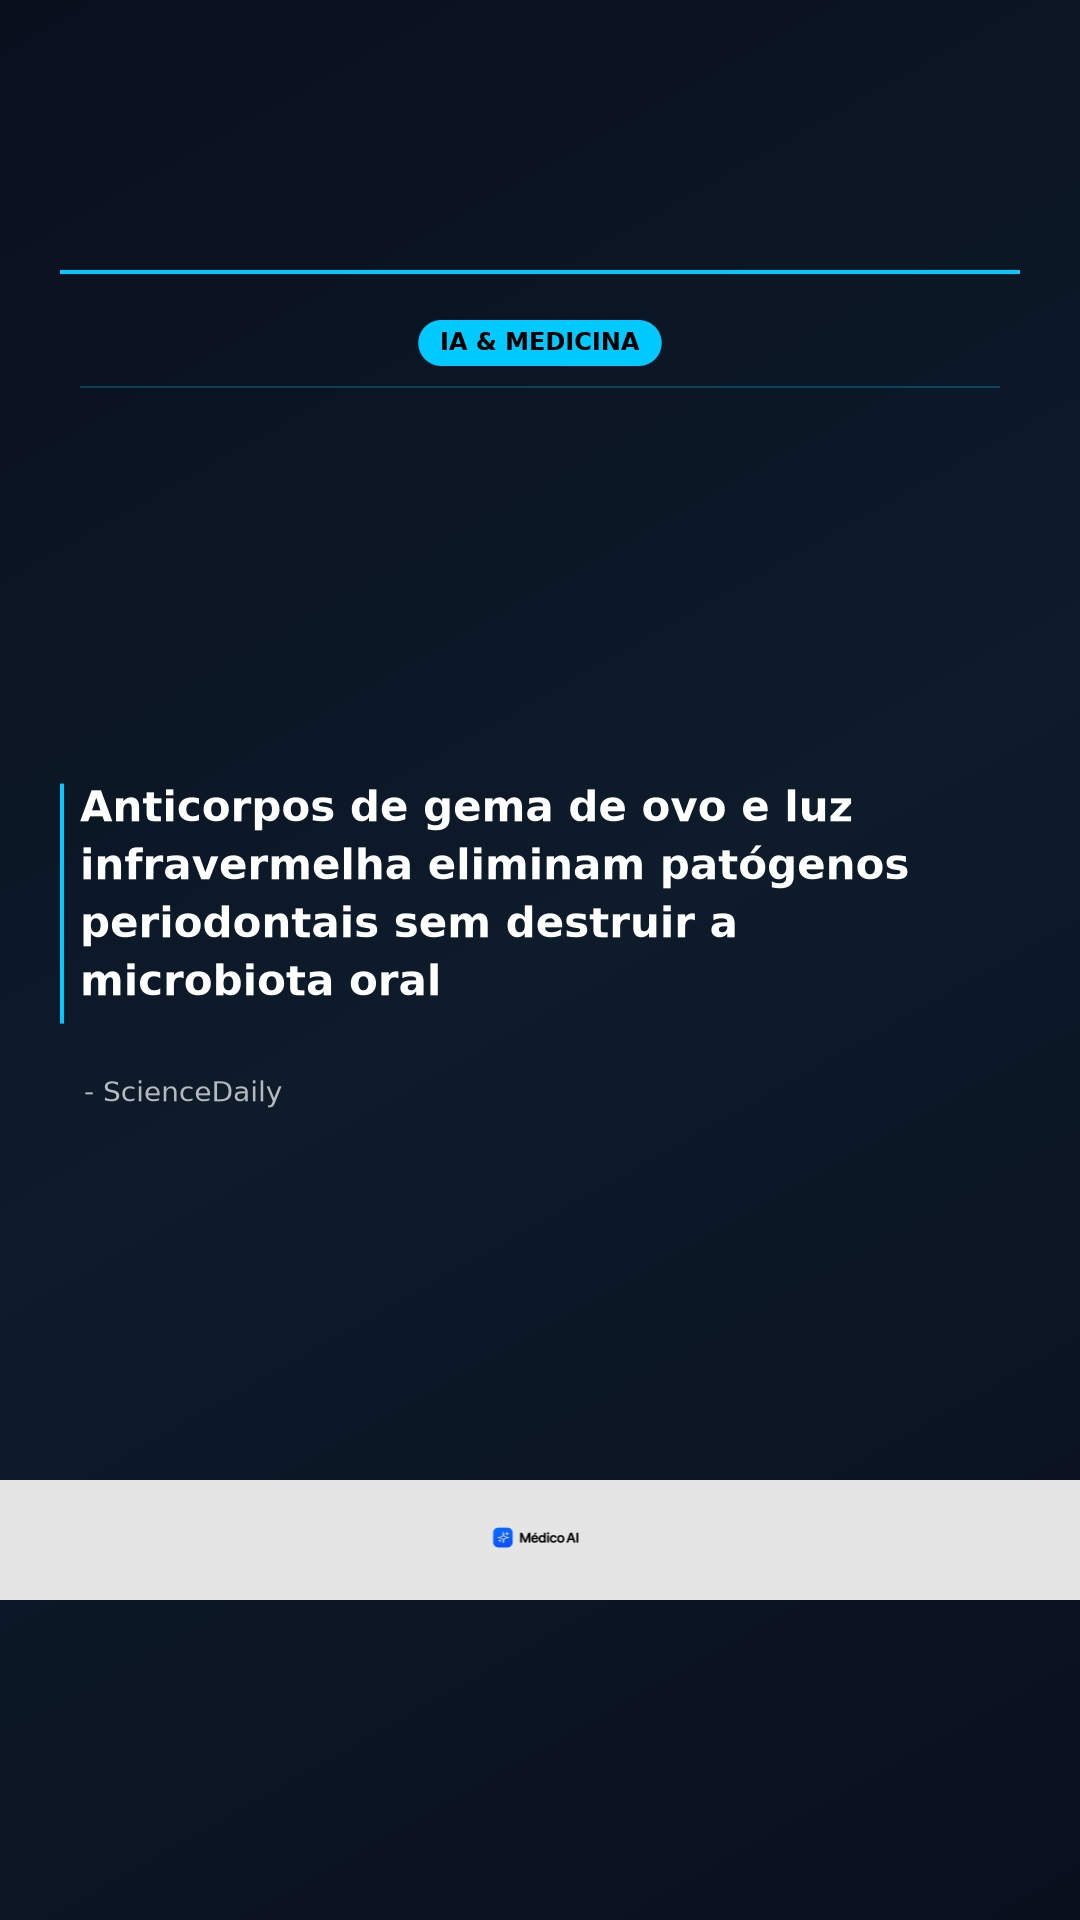 IA & MEDICINA
Anticorpos de gema de ovo e luz
infravermelha eliminam patógenos
periodontais sem destruir a
microbiota oral
- ScienceDaily
Médico AI